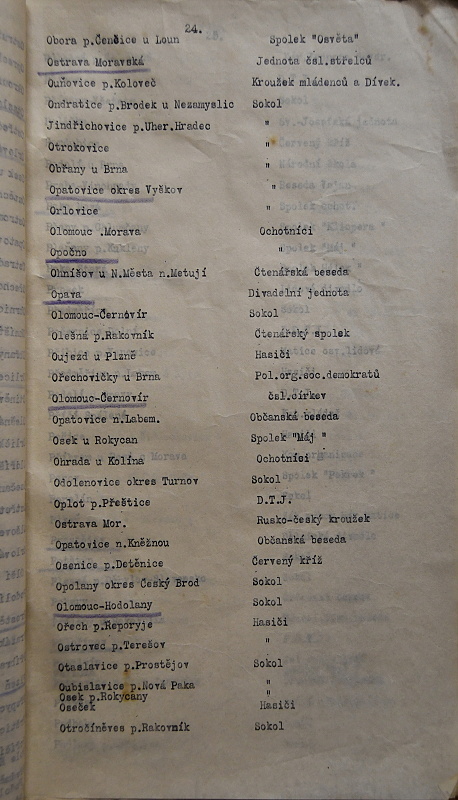 24.
Obora p.Čenčice u Loun Spolek "Osvěta"
Ostrava Moravská Jednota čsl.střelců
Ouňovice p.Koloveč Kroužek mládenců a Dívek.
Ondratice p.Brodek u Nezamyslic Sokol
Jindřichovice p.Uher.Hradec "
Otrokovice "
Obřany u Brna "
Opatovice okres Vyškov "
Orlovice "
Olomouc .Morava Ochotníci
Opočno "
Ohnišov u N.Města n.Metují Čtenářská beseda
Opava Divadelní jednota
Olomouc-Černovír Sokol
Olešná p.Rakovník Čtenářský spolek
Oujezd u Plzně Hasiči
Ořechovičky u Brna Pol.org.soc.demokratů
Olomouc-Černovír čsl.církev
Opatovice n.Labem. Občanská beseda
Osek u Rokycan Spolek "Máj "
Ohrada u Kolína Ochotníci
Odolenovice okres Turnov Sokol
Oplot p.Přeštice D.T.J.
Ostrava Mor. Rusko-český kroužek
Opatovice n.Kněžnou Občanská beseda
Osenice p.Detěnice Červený kříž
Opolany okres Český Brod Sokol
Olomouc-Hodolany Sokol
Ořech p.Řeporyje Hasiči
Ostrovec p.Terešov "
Otaslavice p.Prostějov Sokol
Oubislavice p.Nová Paka "
Osek p.Rokycany "
Oseček Hasiči
Otročíněves p.Rakovník Sokol